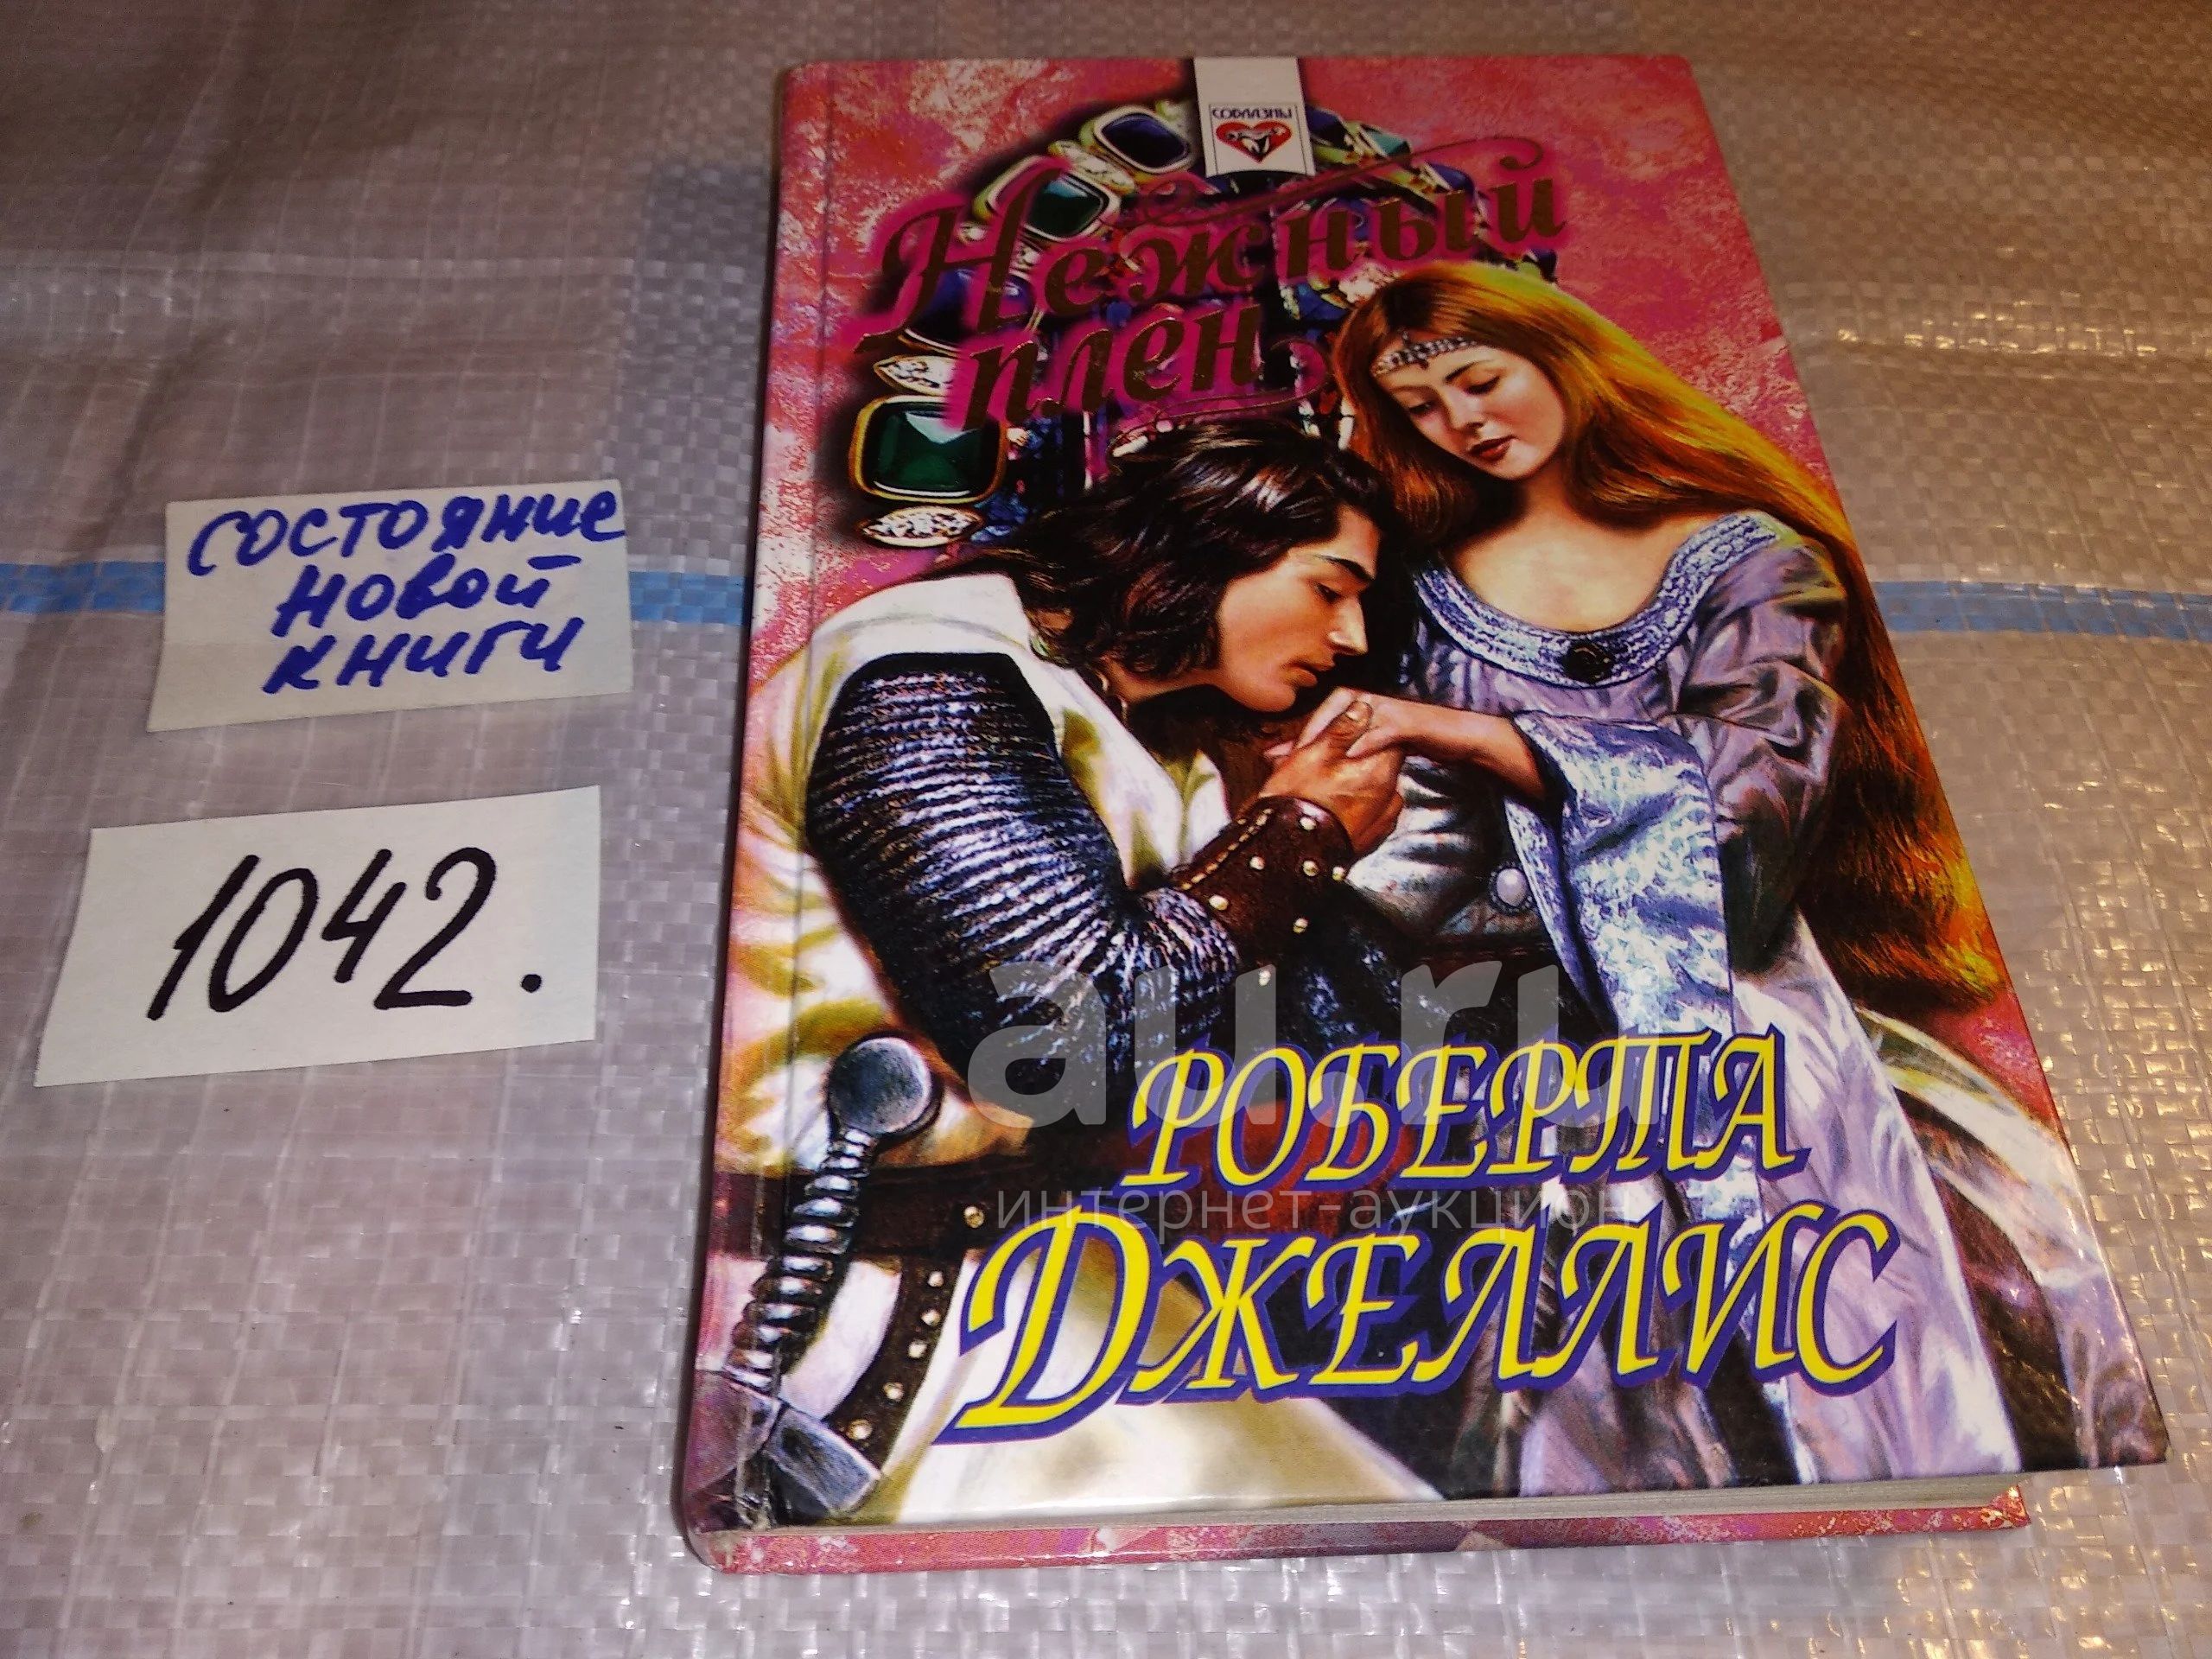 СОБЛАЗНЫ
Нежный
плен
состояние
новой
книги
1042.
au.ru
РОБЕРТА
интернет-аукцион
ДЖЕЛЛИС